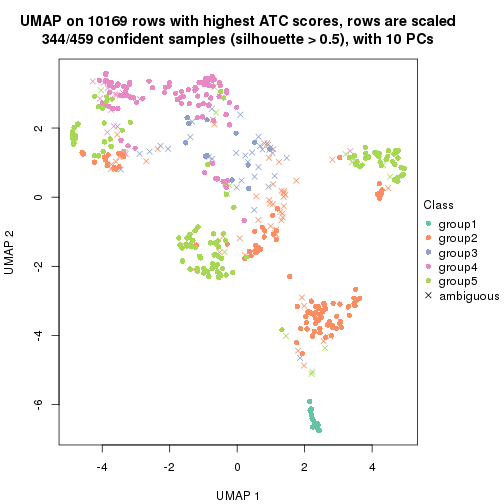 UMAP on 10169 rows with highest ATC scores, rows are scaled
344/459 confident samples (silhouette > 0.5), with 10 PCs
2
0
-2
-4
-6
UMAP 2
-4
-2
0
2
4
UMAP 1
Class
group1
group2
group3
group4
group5
ambiguous